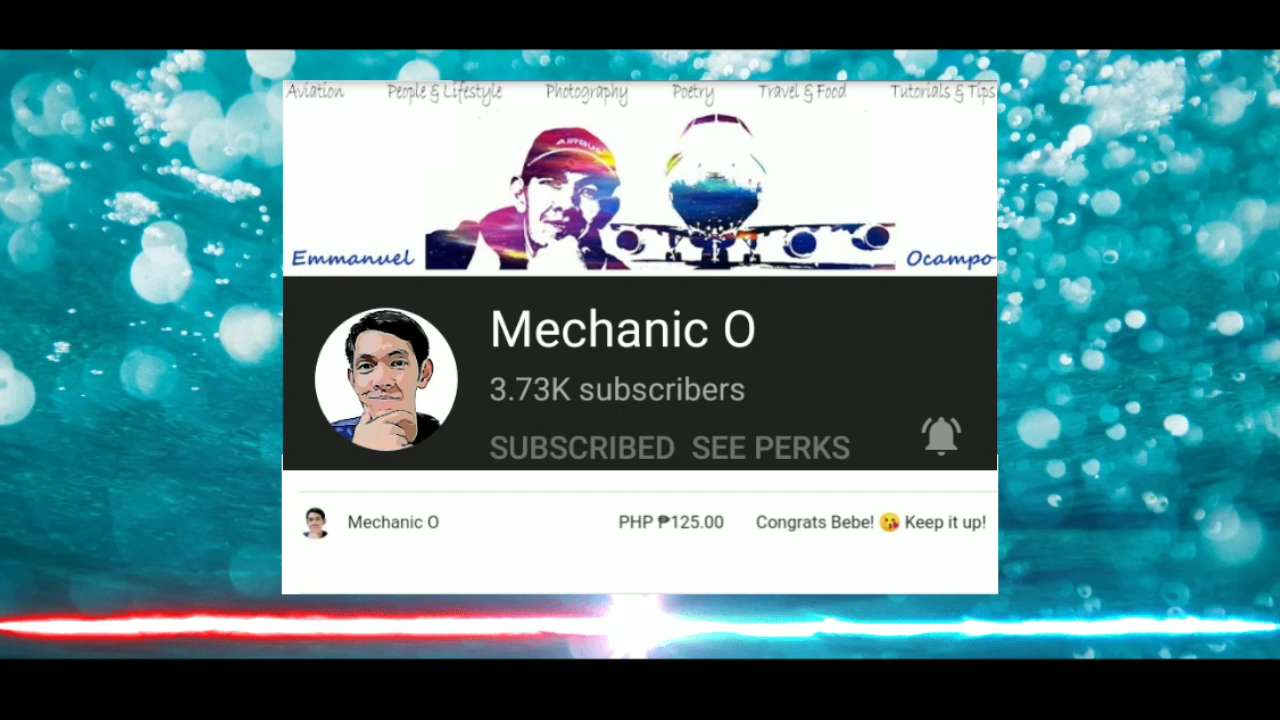 Aviation People & Lifestyle Photography Poetry Travel & Food Tutorials & Tips
AIRBUS
Emmanuel Ocampo
Mechanic O
3.73K subscribers
SUBSCRIBED SEE PERKS
Mechanic O PHP ₱125.00 Congrats Bebe! 😘 Keep it up!